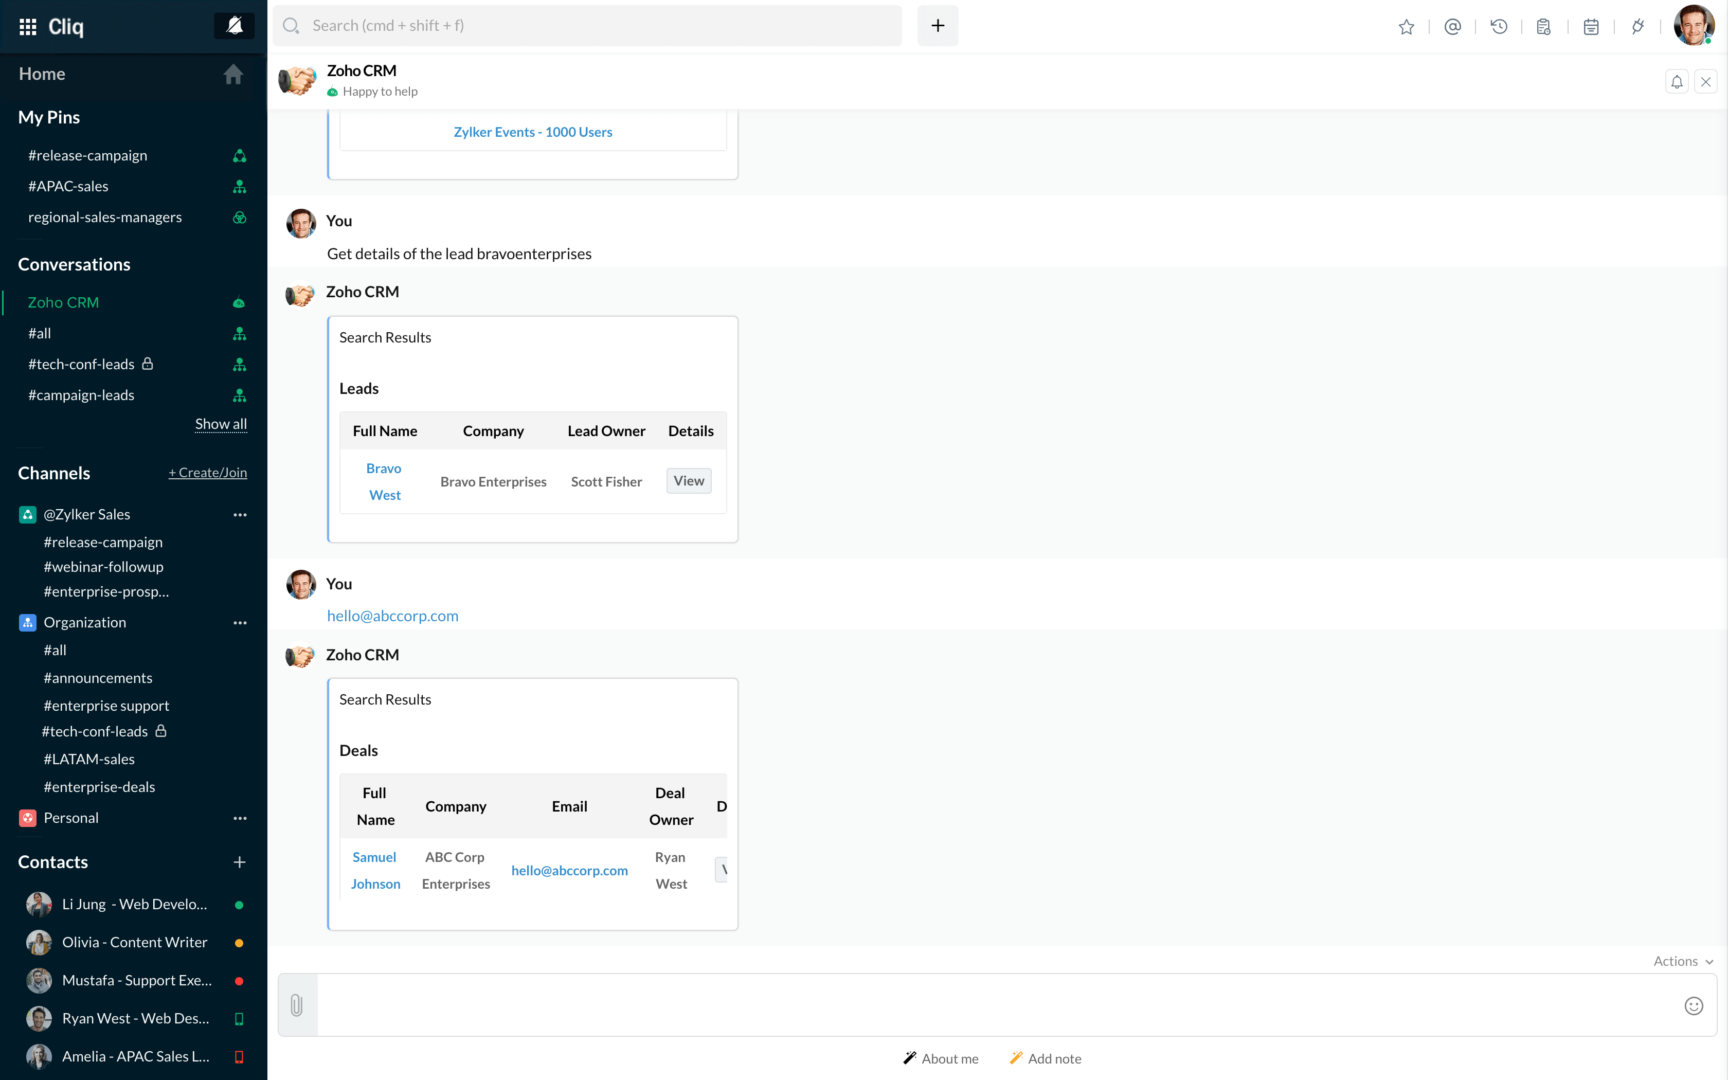 Cliq
Search (cmd + shift + f)
Home
My Pins
#release-campaign
#APAC-sales
regional-sales-managers
Conversations
Zoho CRM
#all
#tech-conf-leads
#campaign-leads
Show all
Channels
+ Create/Join
@Zylker Sales
#release-campaign
#webinar-followup
#enterprise-prosp...
Organization
#all
#announcements
#enterprise support
#tech-conf-leads
#LATAM-sales
#enterprise-deals
Personal
Contacts
Li Jung - Web Develo...
Olivia - Content Writer
Mustafa - Support Exe...
Ryan West - Web Des...
Amelia - APAC Sales L...
Zoho CRM
Happy to help
Zylker Events - 1000 Users
You
Get details of the lead bravoenterprises
Zoho CRM
Search Results
Leads
Full Name Company Lead Owner Details
Bravo
West
Bravo Enterprises Scott Fisher View
You
hello@abccorp.com
Zoho CRM
Search Results
Deals
Full
Name
Company
Email
Deal
Owner
D
Samuel
Johnson
ABC Corp
Enterprises
hello@abccorp.com
Ryan
West
Actions
About me
Add note